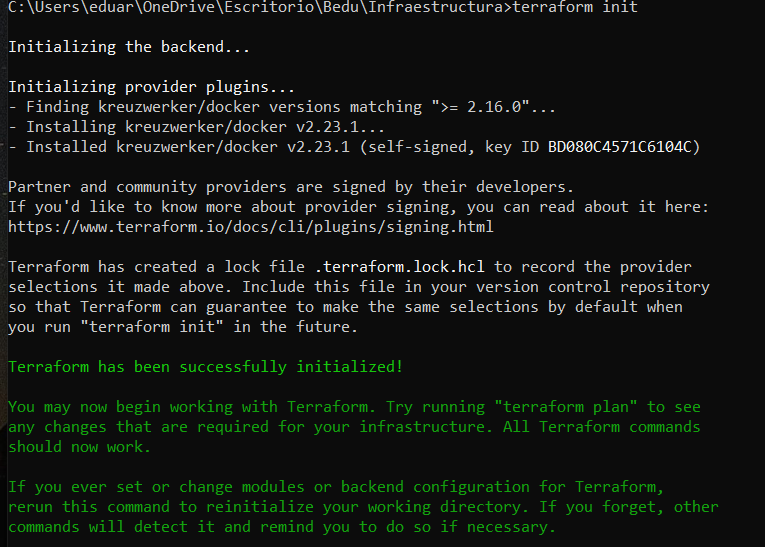 C:\Users\eduar\OneDrive\Escritorio\Bedu\Infraestructura>terraform init
Initializing the backend...
Initializing provider plugins...
- Finding kreuzwerker/docker versions matching ">= 2.16.0"...
- Installing kreuzwerker/docker v2.23.1...
- Installed kreuzwerker/docker v2.23.1 (self-signed, key ID BD080C4571C6104C)
Partner and community providers are signed by their developers.
If you'd like to know more about provider signing, you can read about it here:
https://www.terraform.io/docs/cli/plugins/signing.html
Terraform has created a lock file .terraform.lock.hcl to record the provider
selections it made above. Include this file in your version control repository
so that Terraform can guarantee to make the same selections by default when
you run "terraform init" in the future.
Terraform has been successfully initialized!
You may now begin working with Terraform. Try running "terraform plan" to see
any changes that are required for your infrastructure. All Terraform commands
should now work.
If you ever set or change modules or backend configuration for Terraform,
rerun this command to reinitialize your working directory. If you forget, other
commands will detect it and remind you to do so if necessary.